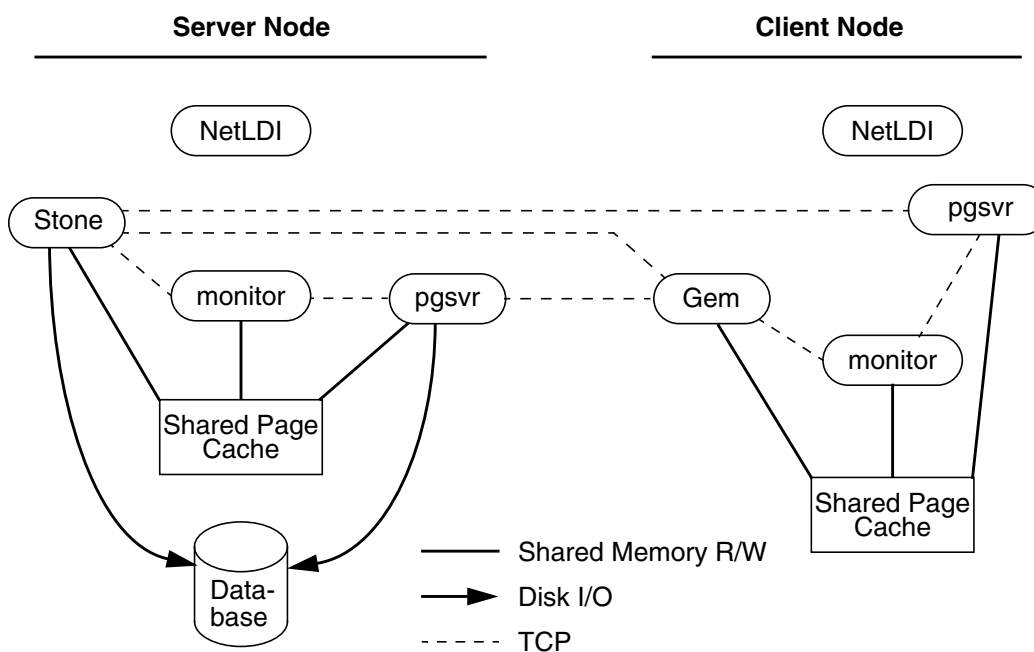 Server Node
Client Node
NetLDI
NetLDI
Stone
pgsvr
monitor
pgsvr
Gem
monitor
Shared Page
Cache
Shared Page
Cache
Data-
base
Shared Memory R/W
Disk I/O
TCP